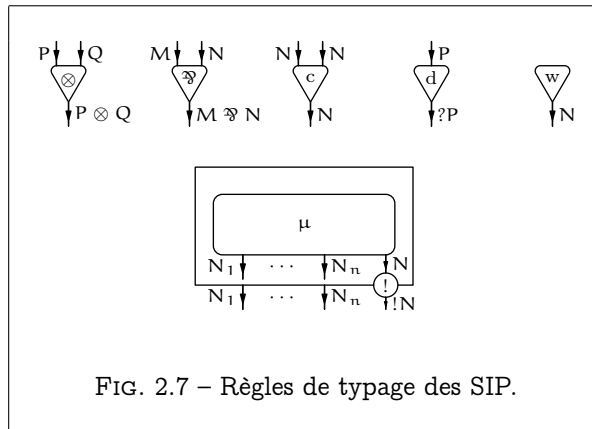 P Q M N N N P
⊗ ⅋ c d w
P ⊗ Q M ⅋ N N ?P N
μ
N₁ ··· Nₙ N
!
N₁ ··· Nₙ !N
FIG. 2.7 – Règles de typage des SIP.